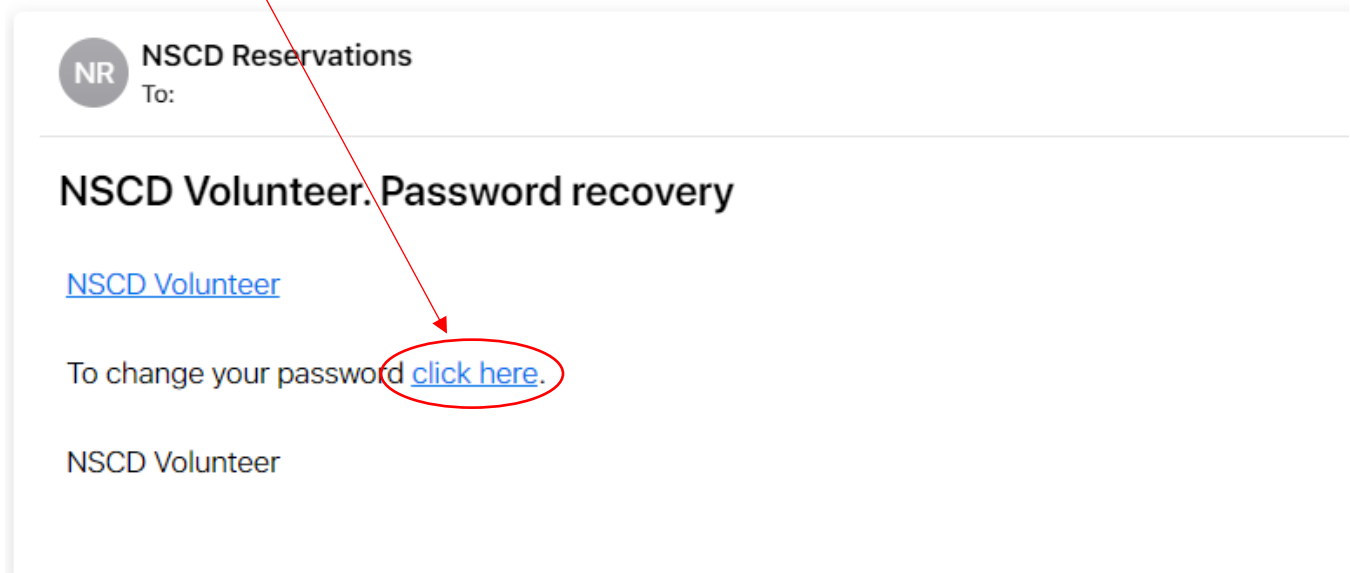 NR
NSCD Reservations
To:
NSCD Volunteer. Password recovery
NSCD Volunteer
To change your password click here.
NSCD Volunteer